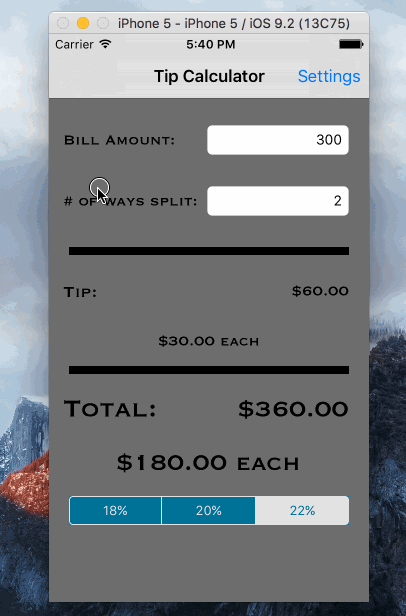 iPhone 5 - iPhone 5 / iOS 9.2 (13C75)
Carrier 5:40 PM
Tip Calculator Settings
Bill Amount: 300
# of ways split: 2
Tip: $60.00
$30.00 each
Total: $360.00
$180.00 each
18% 20% 22%